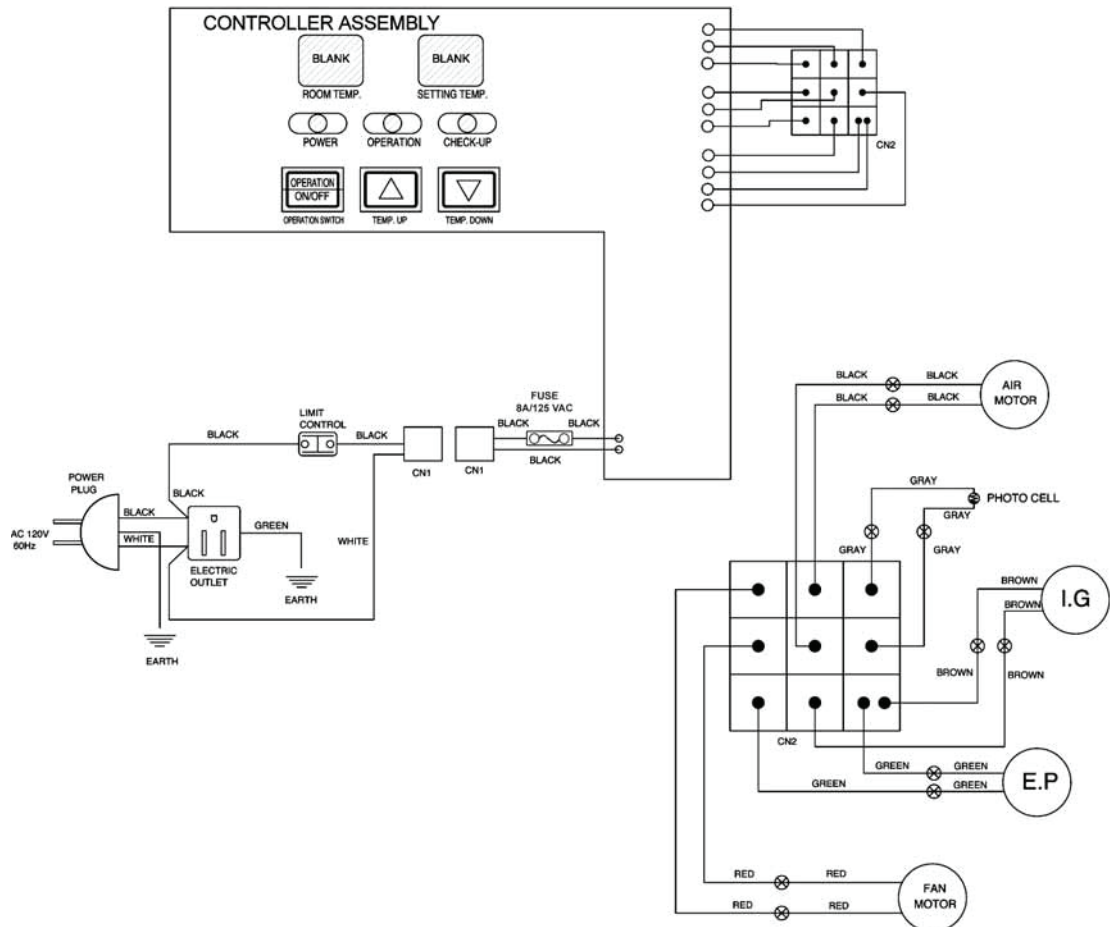 CONTROLLER ASSEMBLY
BLANK
BLANK
ROOM TEMP.
SETTING TEMP.
POWER
OPERATION
CHECK-UP
OPERATION
ON/OFF
OPERATION SWITCH
TEMP. UP
TEMP. DOWN
CN2
FUSE
8A/125 VAC
LIMIT
CONTROL
BLACK
BLACK
BLACK
BLACK
BLACK
CN1
CN1
POWER
PLUG
BLACK
BLACK
WHITE
AC 120V
60Hz
GREEN
WHITE
ELECTRIC
OUTLET
EARTH
EARTH
BLACK
BLACK
BLACK
BLACK
AIR
MOTOR
GRAY
PHOTO CELL
GRAY
GRAY
GRAY
BROWN
BROWN
I.G
BROWN
BROWN
CN2
GREEN
GREEN
GREEN
GREEN
E.P
RED
RED
RED
RED
FAN
MOTOR